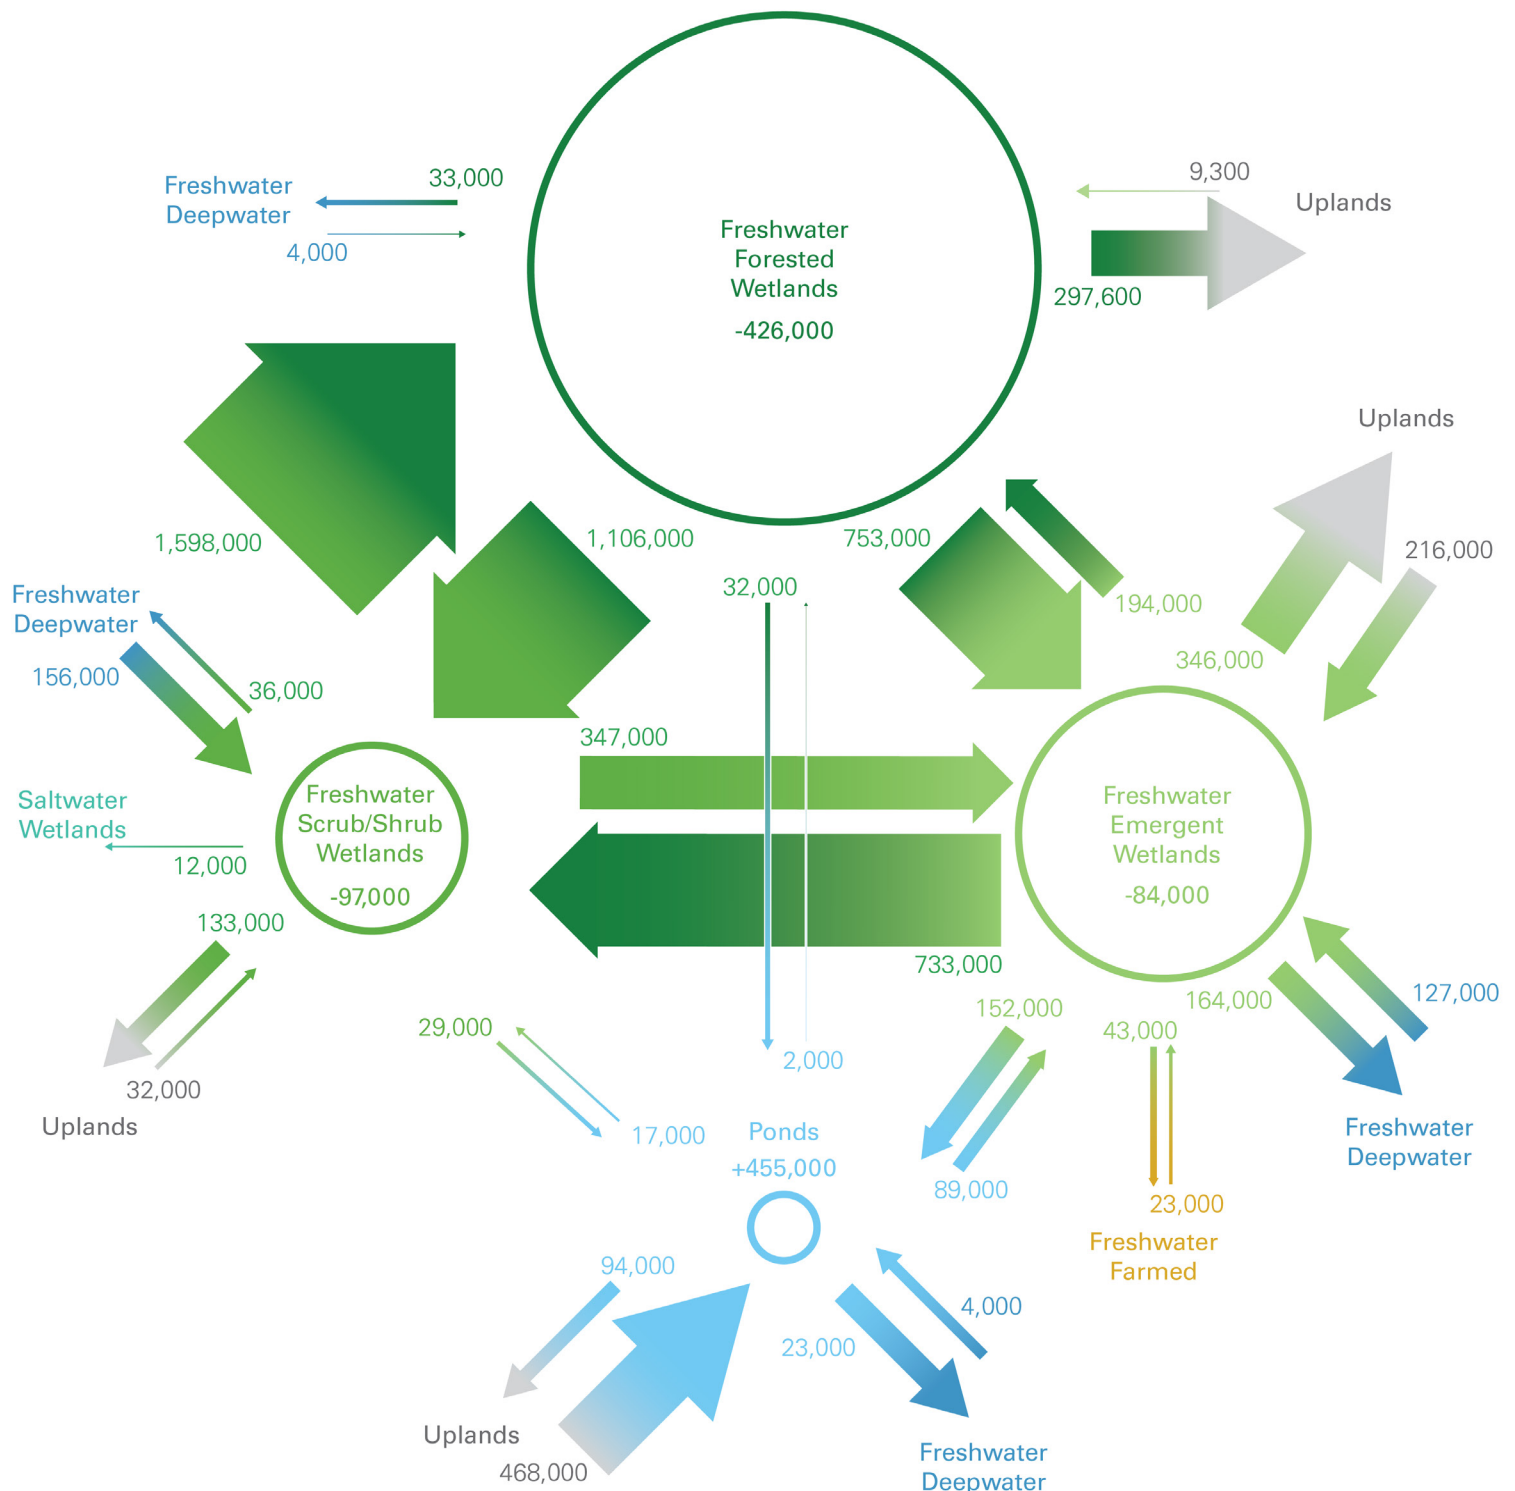 9,300
Uplands
33,000
Freshwater
Deepwater
4,000
Freshwater
Forested
Wetlands
-426,000
297,600
Uplands
1,598,000
1,106,000
753,000
194,000
216,000
346,000
32,000
Freshwater
Deepwater
156,000
36,000
347,000
Saltwater
Wetlands
12,000
Freshwater
Scrub/Shrub
Wetlands
-97,000
Freshwater
Emergent
Wetlands
-84,000
133,000
733,000
32,000
Uplands
29,000
17,000
2,000
152,000
89,000
43,000
23,000
Freshwater
Farmed
164,000
127,000
Freshwater
Deepwater
Ponds
+455,000
94,000
Uplands
468,000
23,000
4,000
Freshwater
Deepwater